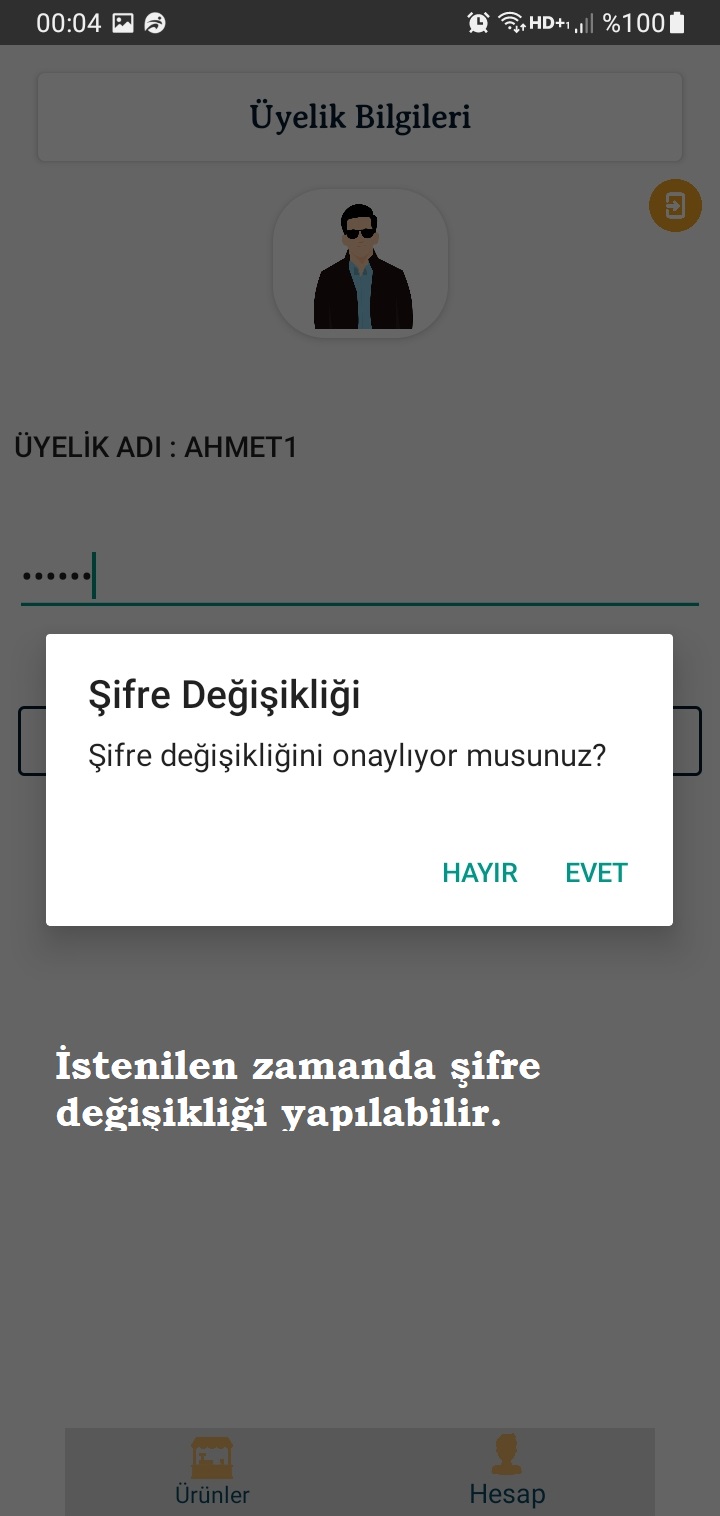 00:04 HD+1 %100
Üyelik Bilgileri
ÜYELİK ADI : AHMET1
••••••
Şifre Değişikliği
Şifre değişikliğini onaylıyor musunuz?
HAYIR EVET
İstenilen zamanda şifre
değişikliği yapılabilir.
Ürünler Hesap